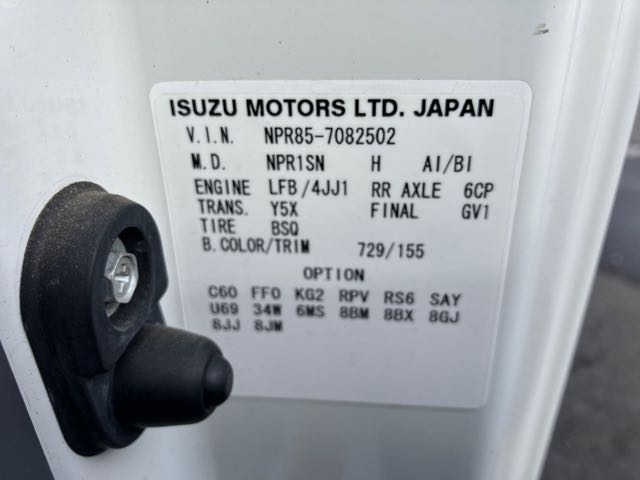 ISUZU MOTORS LTD. JAPAN
V.I.N. NPR85-7082502
M.D. NPR1SN H AI/BI
ENGINE LFB/4JJ1 RR AXLE 6CP
TRANS. Y5X FINAL GV1
TIRE BSQ
B.COLOR/TRIM 729/155
OPTION
C60 FF0 KG2 RPV RS6 SAY
U69 34W 6MS 8BM 8BX 8GJ
8JJ 8JM